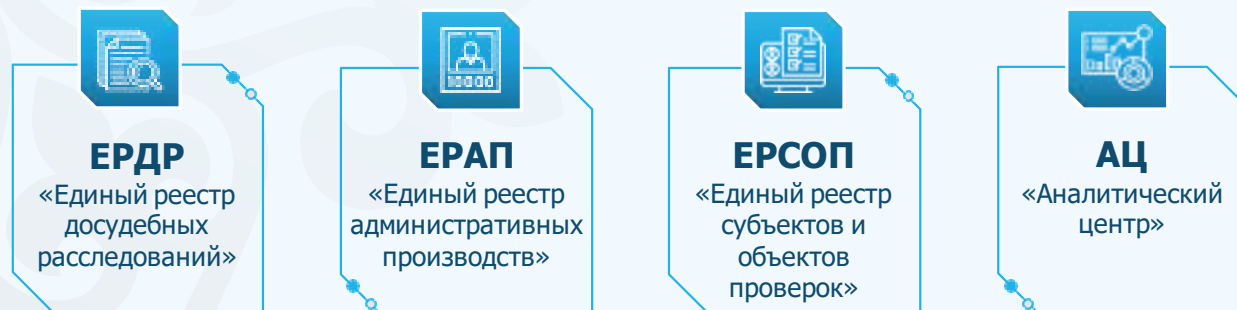 ЕРДР
«Единый реестр
досудебных
расследований»
ЕРАП
«Единый реестр
административных
производств»
ЕРСОП
«Единый реестр
субъектов и
объектов
проверок»
АЦ
«Аналитический
центр»